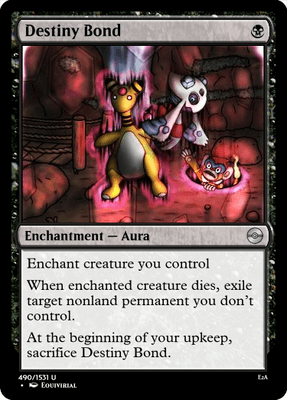 Destiny Bond
Enchantment — Aura
Enchant creature you control
When enchanted creature dies, exile
target nonland permanent you don't
control.
At the beginning of your upkeep,
sacrifice Destiny Bond.
490/1531 U
E2A
Equivirial